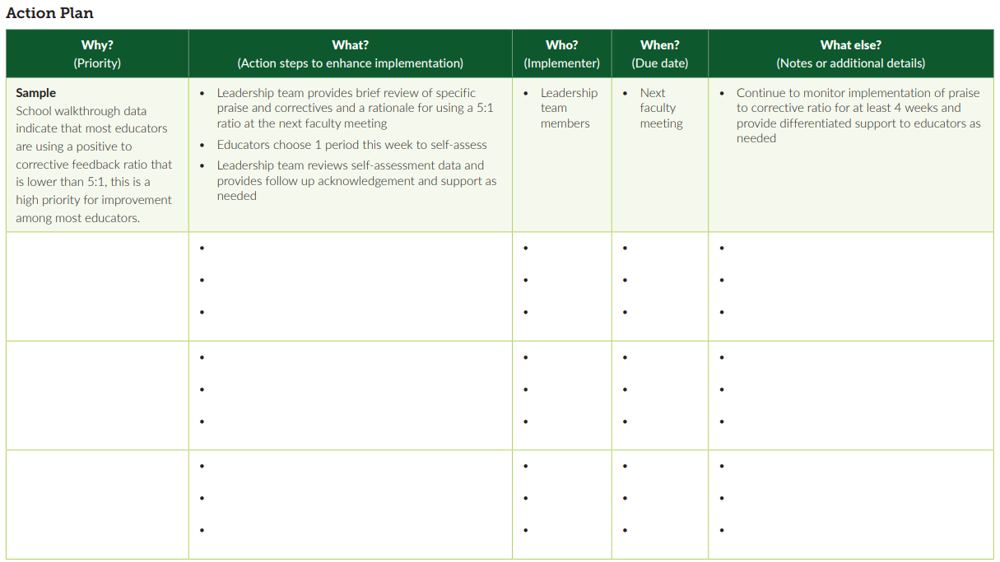 Action Plan
Why?
(Priority)
What?
(Action steps to enhance implementation)
Who?
(Implementer)
When?
(Due date)
What else?
(Notes or additional details)
Sample
School walkthrough data
indicate that most educators
are using a positive to
corrective feedback ratio that
is lower than 5:1, this is a
high priority for improvement
among most educators.
• Leadership team provides brief review of specific
praise and correctives and a rationale for using a 5:1
ratio at the next faculty meeting
• Educators choose 1 period this week to self-assess
• Leadership team reviews self-assessment data and
provides follow up acknowledgement and support as
needed
• Leadership
team
members
• Next
faculty
meeting
• Continue to monitor implementation of praise
to corrective ratio for at least 4 weeks and
provide differentiated support to educators as
needed